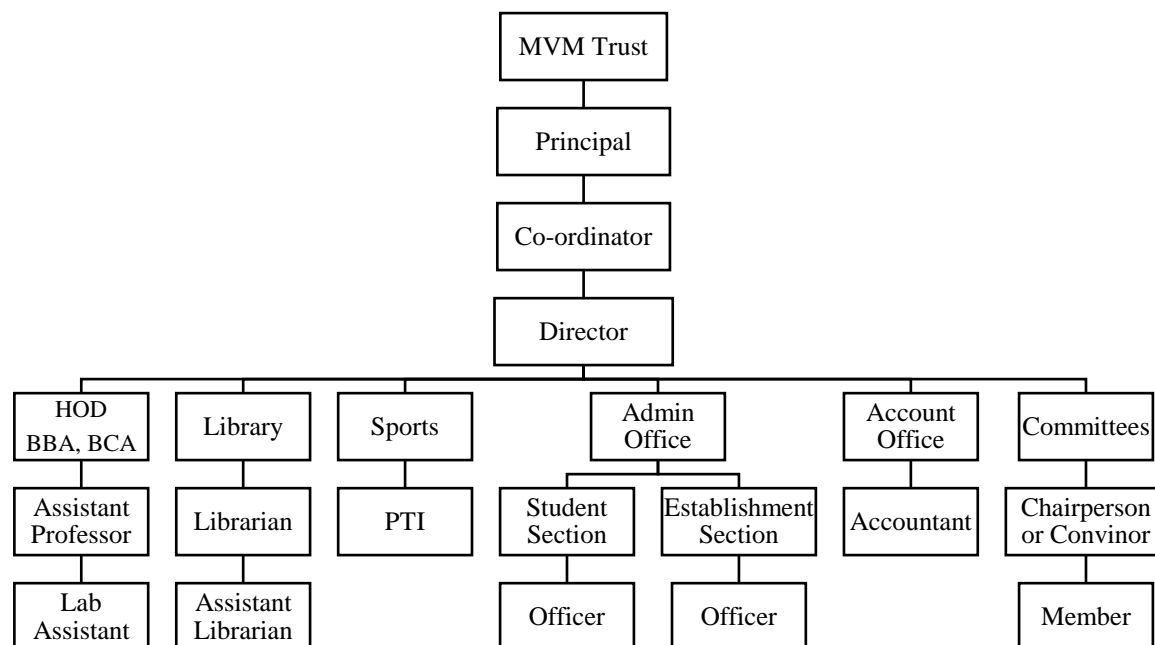 MVM Trust
Principal
Co-ordinator
Director
HOD
BBA, BCA
Library
Sports
Admin
Office
Account
Office
Committees
Assistant
Professor
Librarian
PTI
Student
Section
Establishment
Section
Accountant
Chairperson
or Convinor
Lab
Assistant
Assistant
Librarian
Officer
Officer
Member